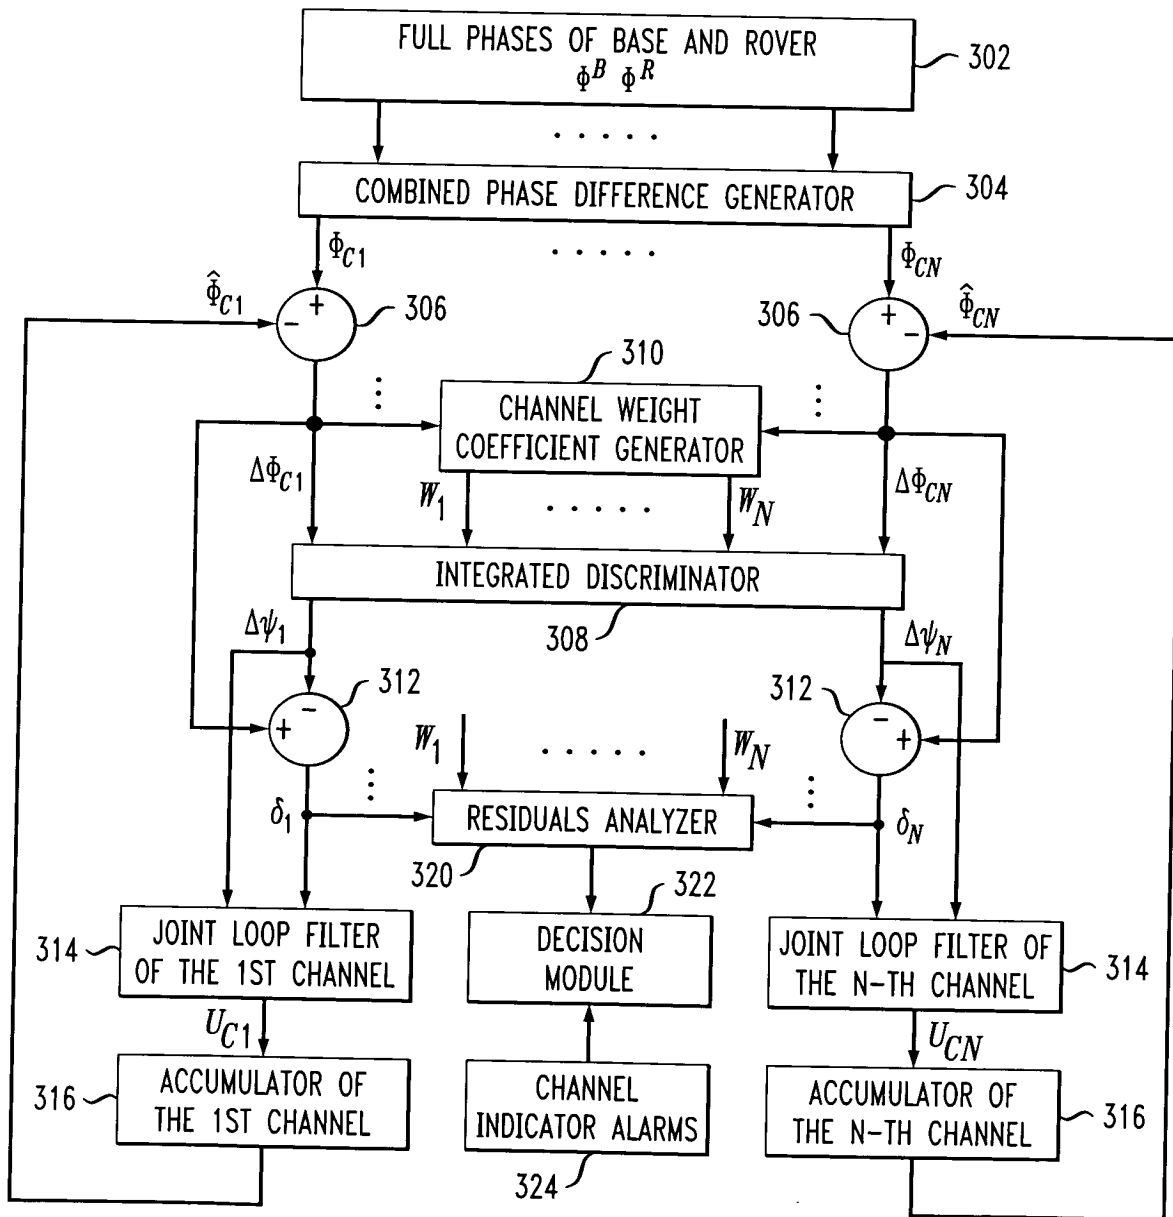 FULL PHASES OF BASE AND ROVER
Φ^B Φ^R
302
. . . . .
COMBINED PHASE DIFFERENCE GENERATOR
304
Φ_C1
. . . . .
Φ_CN
Φ̂_C1
+
−
306
306
+
−
Φ̂_CN
310
CHANNEL WEIGHT
COEFFICIENT GENERATOR
ΔΦ_C1
W_1
. . . . .
W_N
ΔΦ_CN
INTEGRATED DISCRIMINATOR
308
Δψ_1
Δψ_N
312
−
+
312
−
+
W_1
. . . . .
W_N
δ_1
RESIDUALS ANALYZER
δ_N
320
322
314
JOINT LOOP FILTER
OF THE 1ST CHANNEL
DECISION
MODULE
JOINT LOOP FILTER OF
THE N-TH CHANNEL
314
U_C1
U_CN
316
ACCUMULATOR OF
THE 1ST CHANNEL
CHANNEL
INDICATOR ALARMS
324
ACCUMULATOR OF
THE N-TH CHANNEL
316